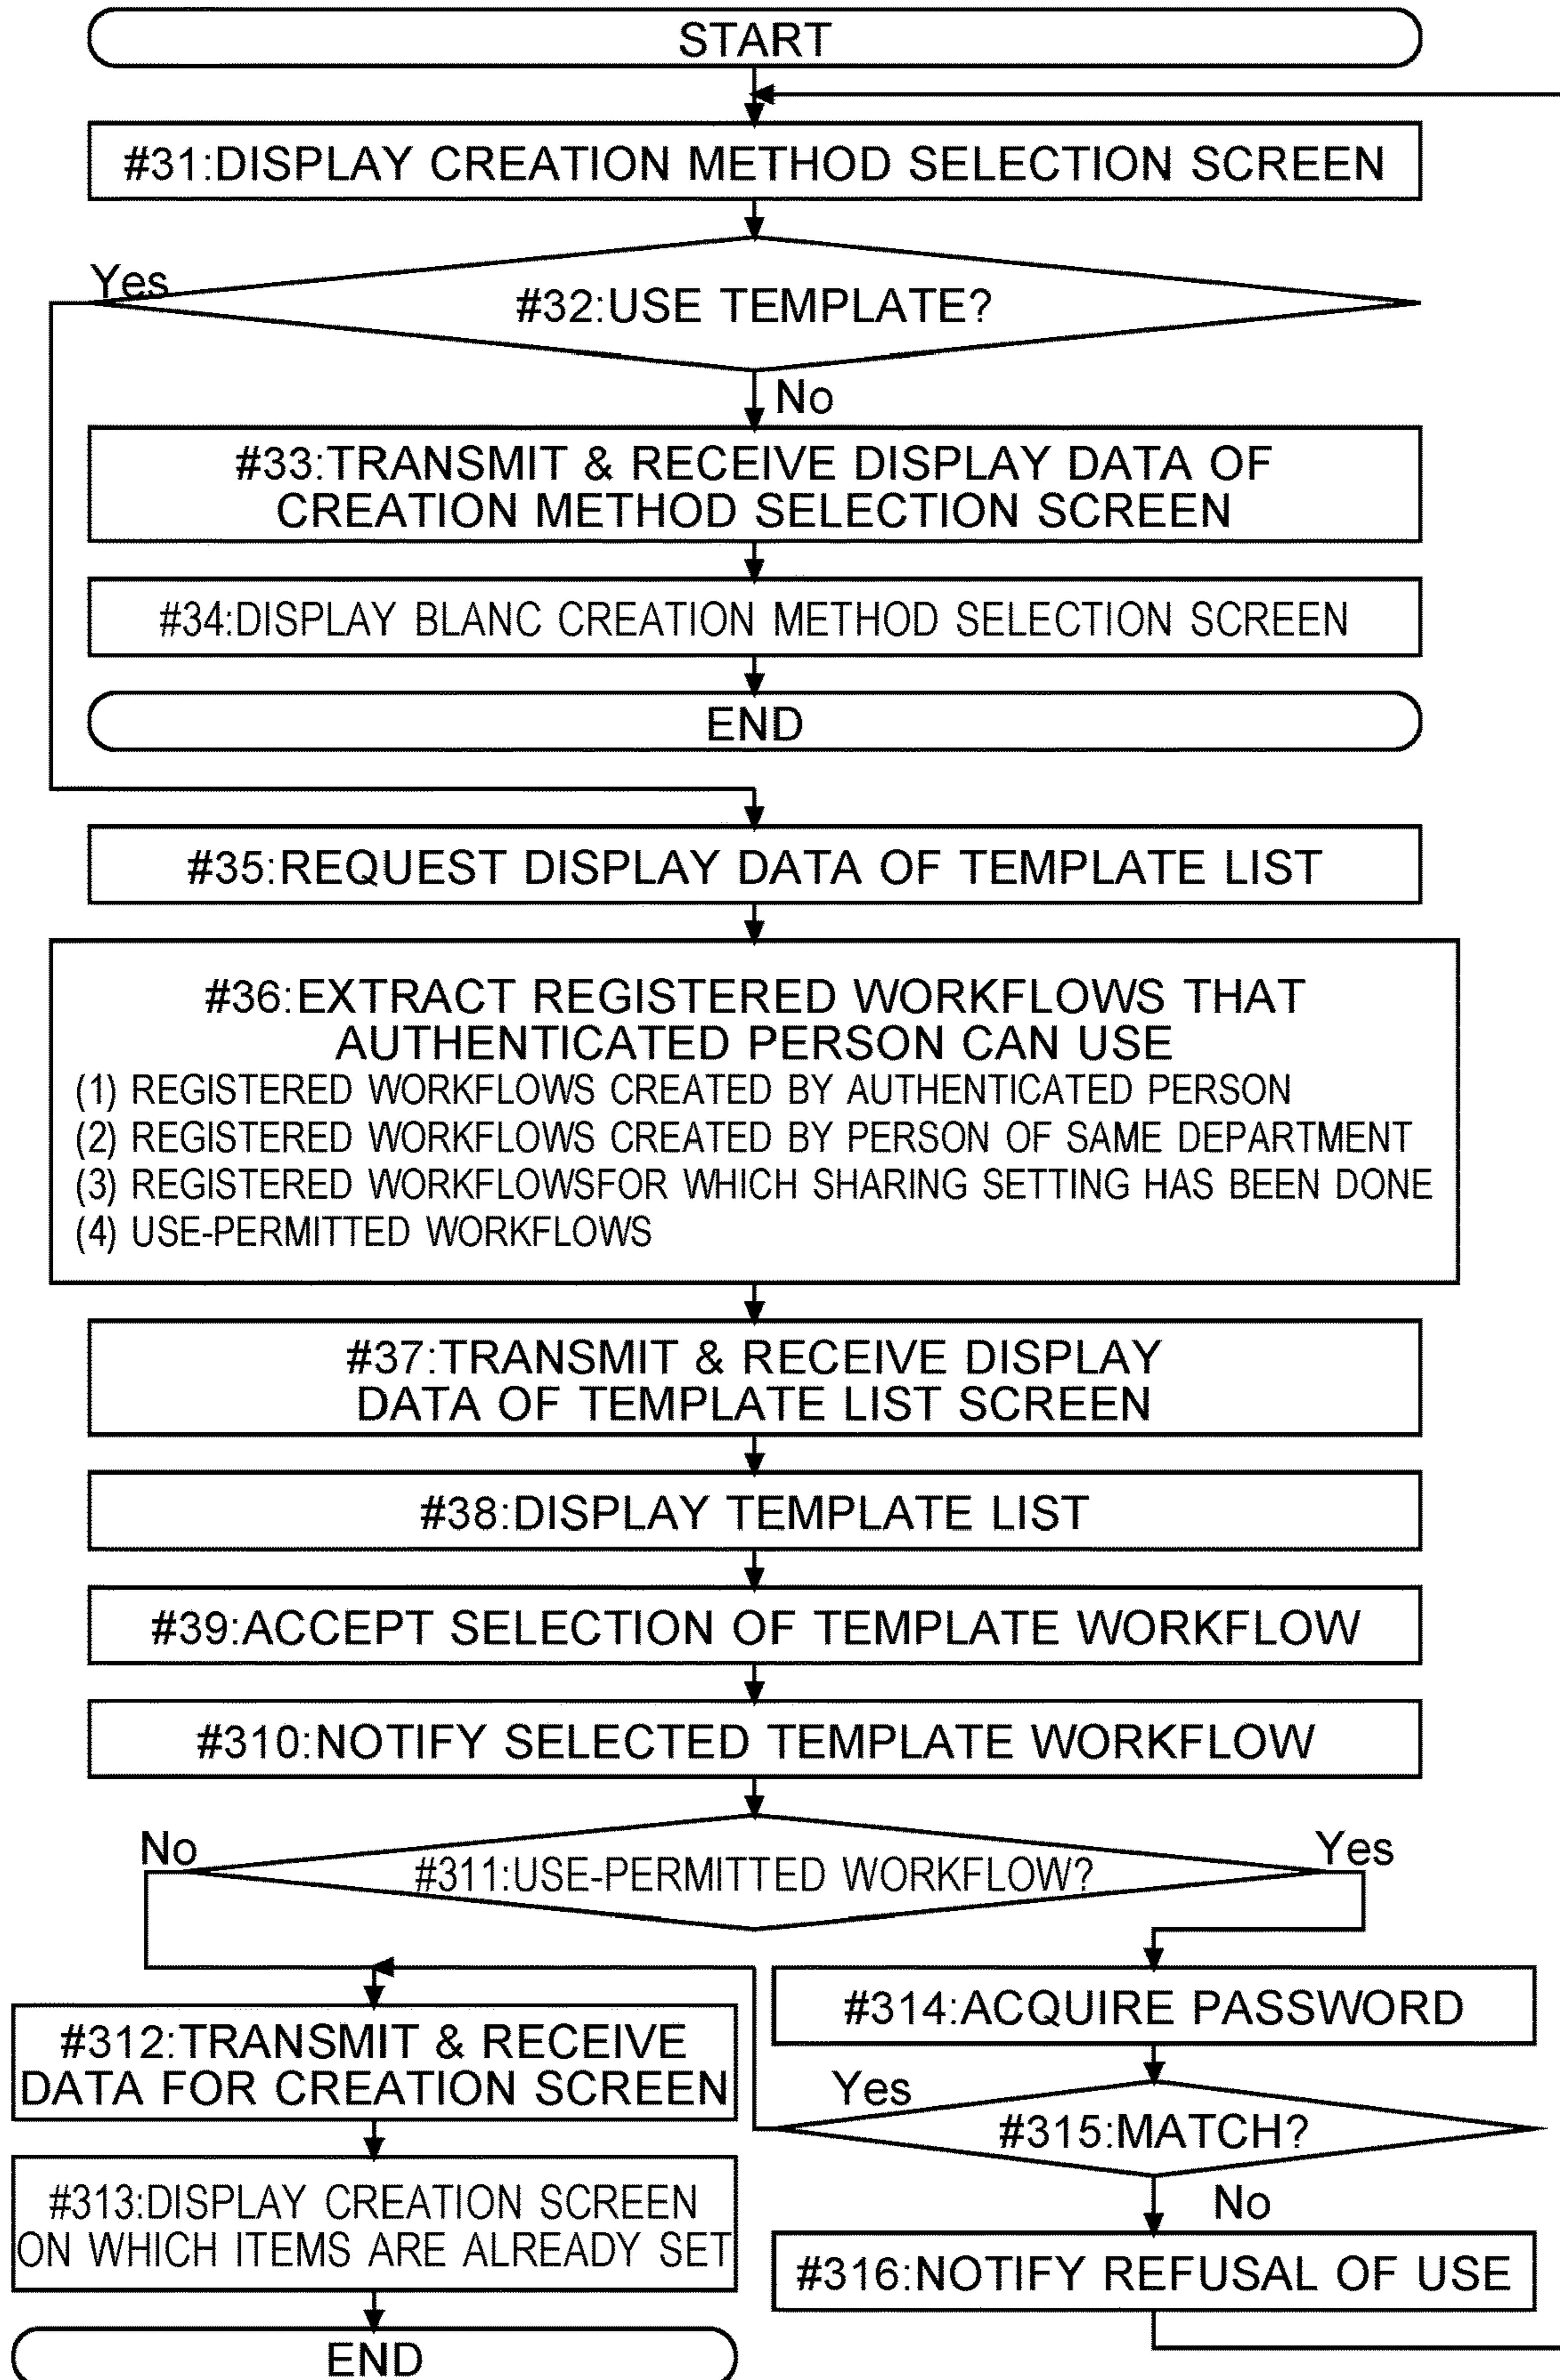 START
#31:DISPLAY CREATION METHOD SELECTION SCREEN
Yes
#32:USE TEMPLATE?
No
#33:TRANSMIT & RECEIVE DISPLAY DATA OF
CREATION METHOD SELECTION SCREEN
#34:DISPLAY BLANC CREATION METHOD SELECTION SCREEN
END
#35:REQUEST DISPLAY DATA OF TEMPLATE LIST
#36:EXTRACT REGISTERED WORKFLOWS THAT
AUTHENTICATED PERSON CAN USE
(1) REGISTERED WORKFLOWS CREATED BY AUTHENTICATED PERSON
(2) REGISTERED WORKFLOWS CREATED BY PERSON OF SAME DEPARTMENT
(3) REGISTERED WORKFLOWSFOR WHICH SHARING SETTING HAS BEEN DONE
(4) USE-PERMITTED WORKFLOWS
#37:TRANSMIT & RECEIVE DISPLAY
DATA OF TEMPLATE LIST SCREEN
#38:DISPLAY TEMPLATE LIST
#39:ACCEPT SELECTION OF TEMPLATE WORKFLOW
#310:NOTIFY SELECTED TEMPLATE WORKFLOW
No
#311:USE-PERMITTED WORKFLOW?
Yes
#312:TRANSMIT & RECEIVE
DATA FOR CREATION SCREEN
#313:DISPLAY CREATION SCREEN
ON WHICH ITEMS ARE ALREADY SET
END
#314:ACQUIRE PASSWORD
Yes
#315:MATCH?
No
#316:NOTIFY REFUSAL OF USE